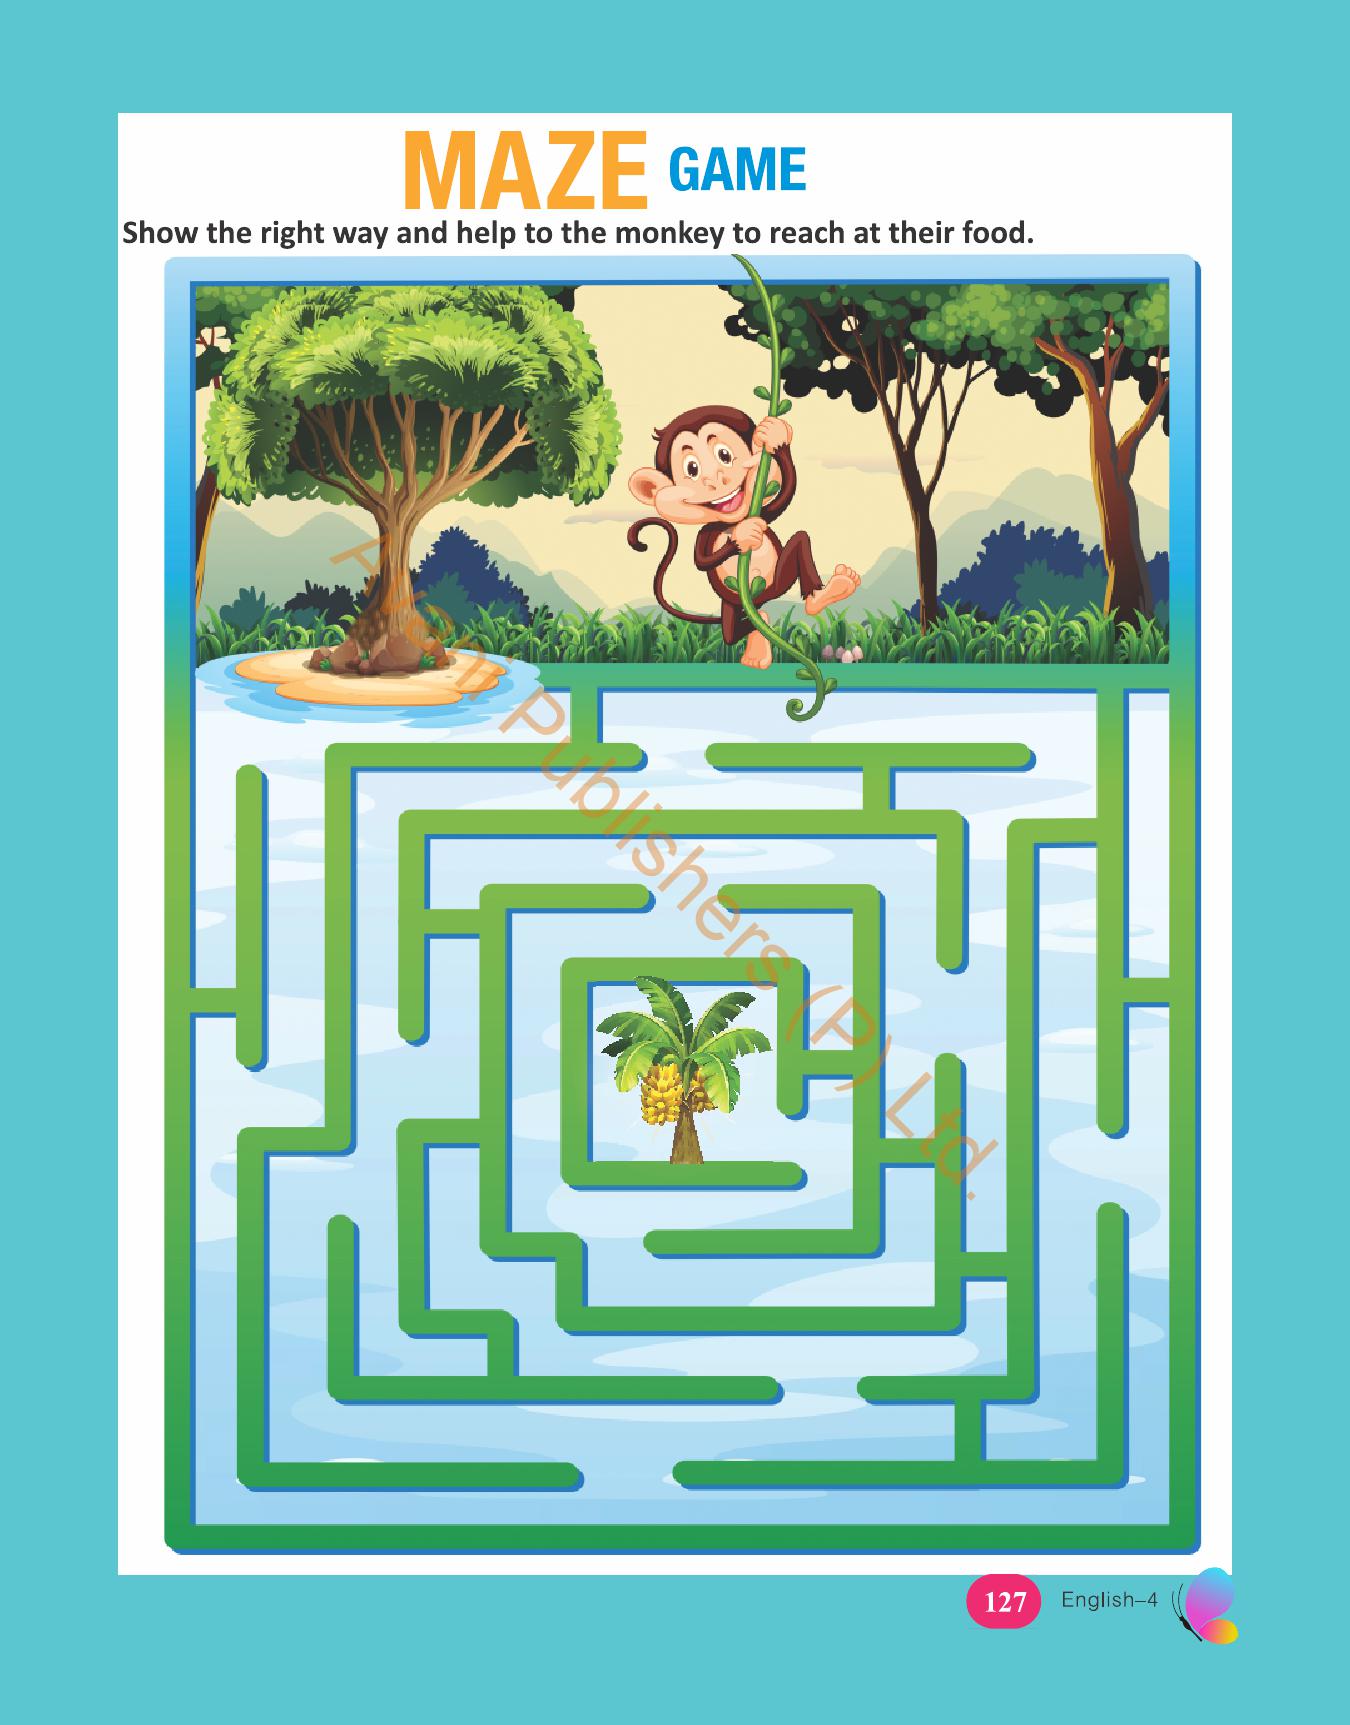 MAZE GAME
Show the right way and help to the monkey to reach at their food.
Publishers (P) Ltd.
127
English–4